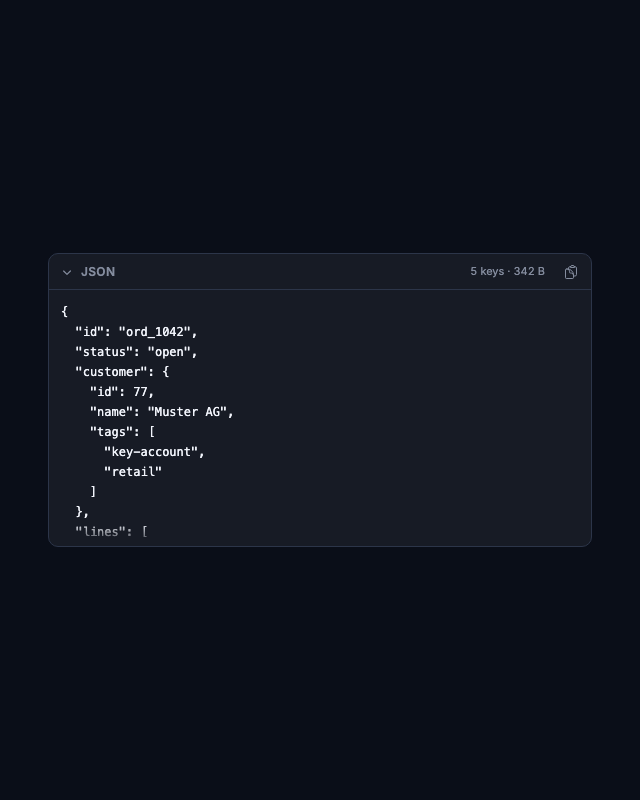 JSON 5 keys · 342 B
{
  "id": "ord_1042",
  "status": "open",
  "customer": {
    "id": 77,
    "name": "Muster AG",
    "tags": [
      "key-account",
      "retail"
    ]
  },
  "lines": [